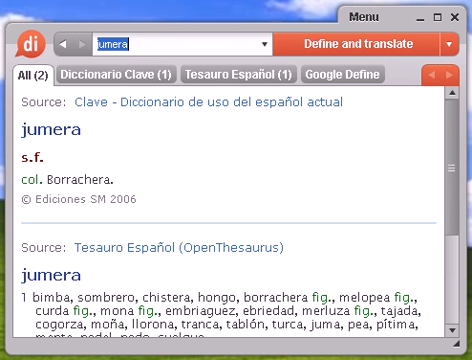 Menu
di
jumera
Define and translate
All (2)
Diccionario Clave (1)
Tesauro Español (1)
Google Define
Source: Clave - Diccionario de uso del español actual
jumera
s.f.
col. Borrachera.
© Ediciones SM 2006
Source: Tesauro Español (OpenThesaurus)
jumera
1 bimba, sombrero, chistera, hongo, borrachera fig., melopea fig.,
curda fig., mona fig., embriaguez, ebriedad, merluza fig., tajada,
cogorza, moña, llorona, tranca, tablón, turca, juma, pea, pítima,